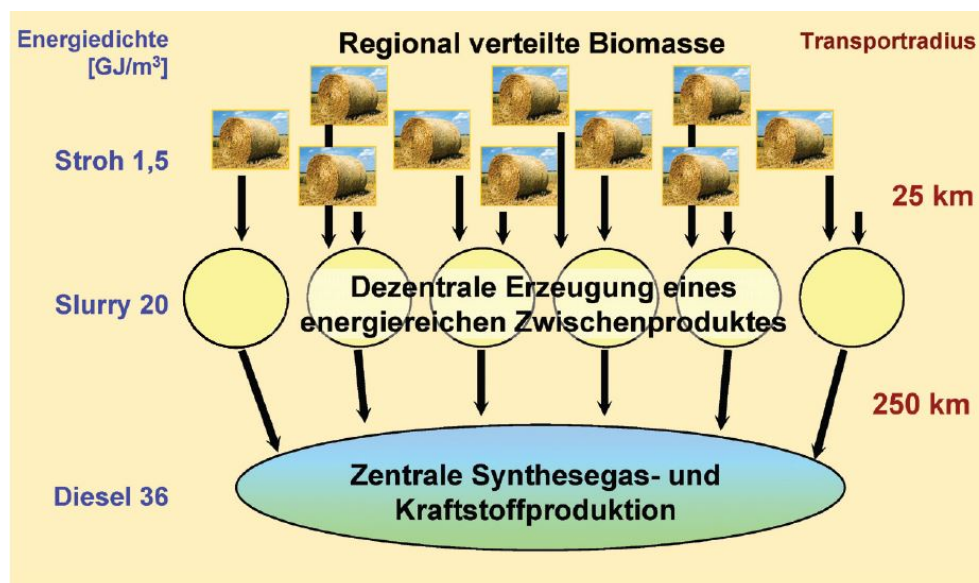 Energiedichte
[GJ/m³]
Regional verteilte Biomasse
Transportradius
Stroh 1,5
25 km
Slurry 20
Dezentrale Erzeugung eines
energiereichen Zwischenproduktes
250 km
Diesel 36
Zentrale Synthesegas- und
Kraftstoffproduktion